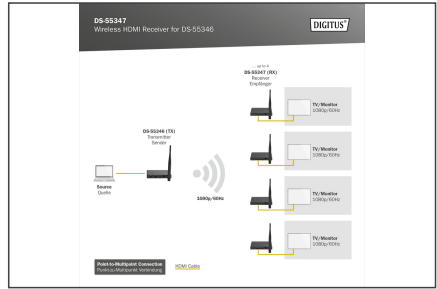 DS-55347
Wireless HDMI Receiver for DS-55346
DIGITUS®
... up to 4
DS-55347 (RX)
Receiver
Empfänger
TV/Monitor
1080p/60Hz
DS-55346 (TX)
Transmitter
Sender
TV/Monitor
1080p/60Hz
Source
Quelle
1080p/60Hz
TV/Monitor
1080p/60Hz
TV/Monitor
1080p/60Hz
Point-to-Multipoint Connection
Punkt-zu-Multipunkt Verbindung
HDMI Cable